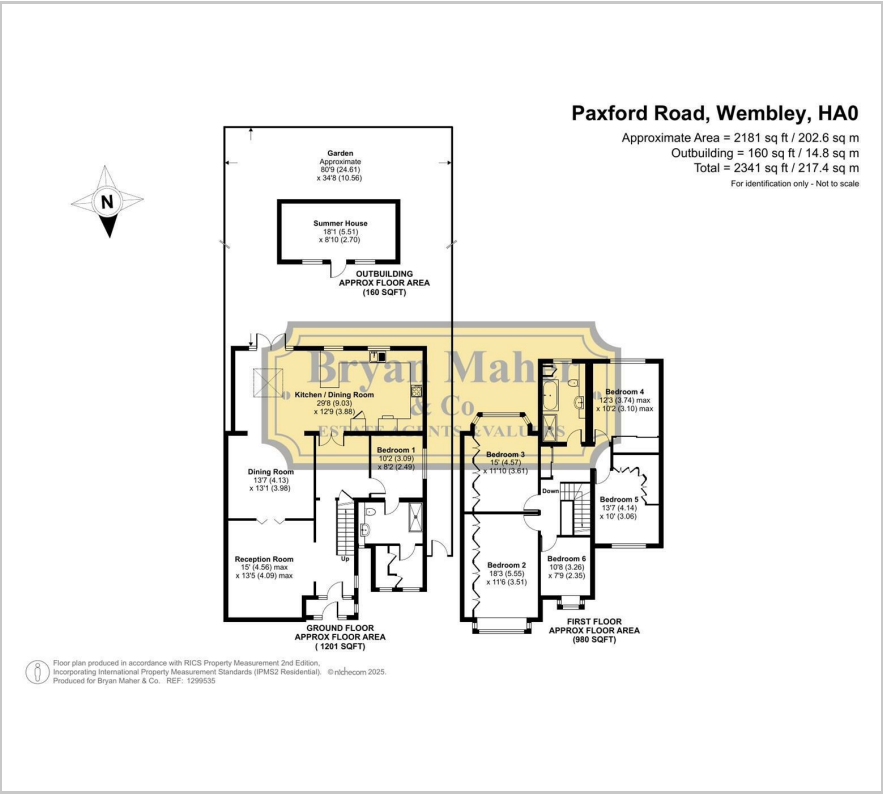 Paxford Road, Wembley, HA0
Approximate Area = 2181 sq ft / 202.6 sq m
Outbuilding = 160 sq ft / 14.8 sq m
Total = 2341 sq ft / 217.4 sq m
For identification only - Not to scale
N
Garden
Approximate
80'9 (24.61)
x 34'8 (10.56)
Summer House
18'1 (5.51)
x 8'10 (2.70)
OUTBUILDING
APPROX FLOOR AREA
(160 SQFT)
Bryan Maher
& Co
ESTATE AGENTS & VALUERS
Kitchen / Dining Room
29'8 (9.03)
x 12'9 (3.88)
Dining Room
13'7 (4.13)
x 13'1 (3.98)
Bedroom 1
10'2 (3.09)
x 8'2 (2.49)
Reception Room
15' (4.56) max
x 13'5 (4.09) max
Up
GROUND FLOOR
APPROX FLOOR AREA
( 1201 SQFT)
Bedroom 4
12'3 (3.74) max
x 10'2 (3.10) max
Bedroom 3
15' (4.57)
x 11'10 (3.61)
Down
Bedroom 5
13'7 (4.14)
x 10' (3.06)
Bedroom 2
18'3 (5.55)
x 11'6 (3.51)
Bedroom 6
10'8 (3.26)
x 7'9 (2.35)
FIRST FLOOR
APPROX FLOOR AREA
(980 SQFT)
Floor plan produced in accordance with RICS Property Measurement 2nd Edition,
Incorporating International Property Measurement Standards (IPMS2 Residential). © nichecom 2025.
Produced for Bryan Maher & Co. REF: 1299535